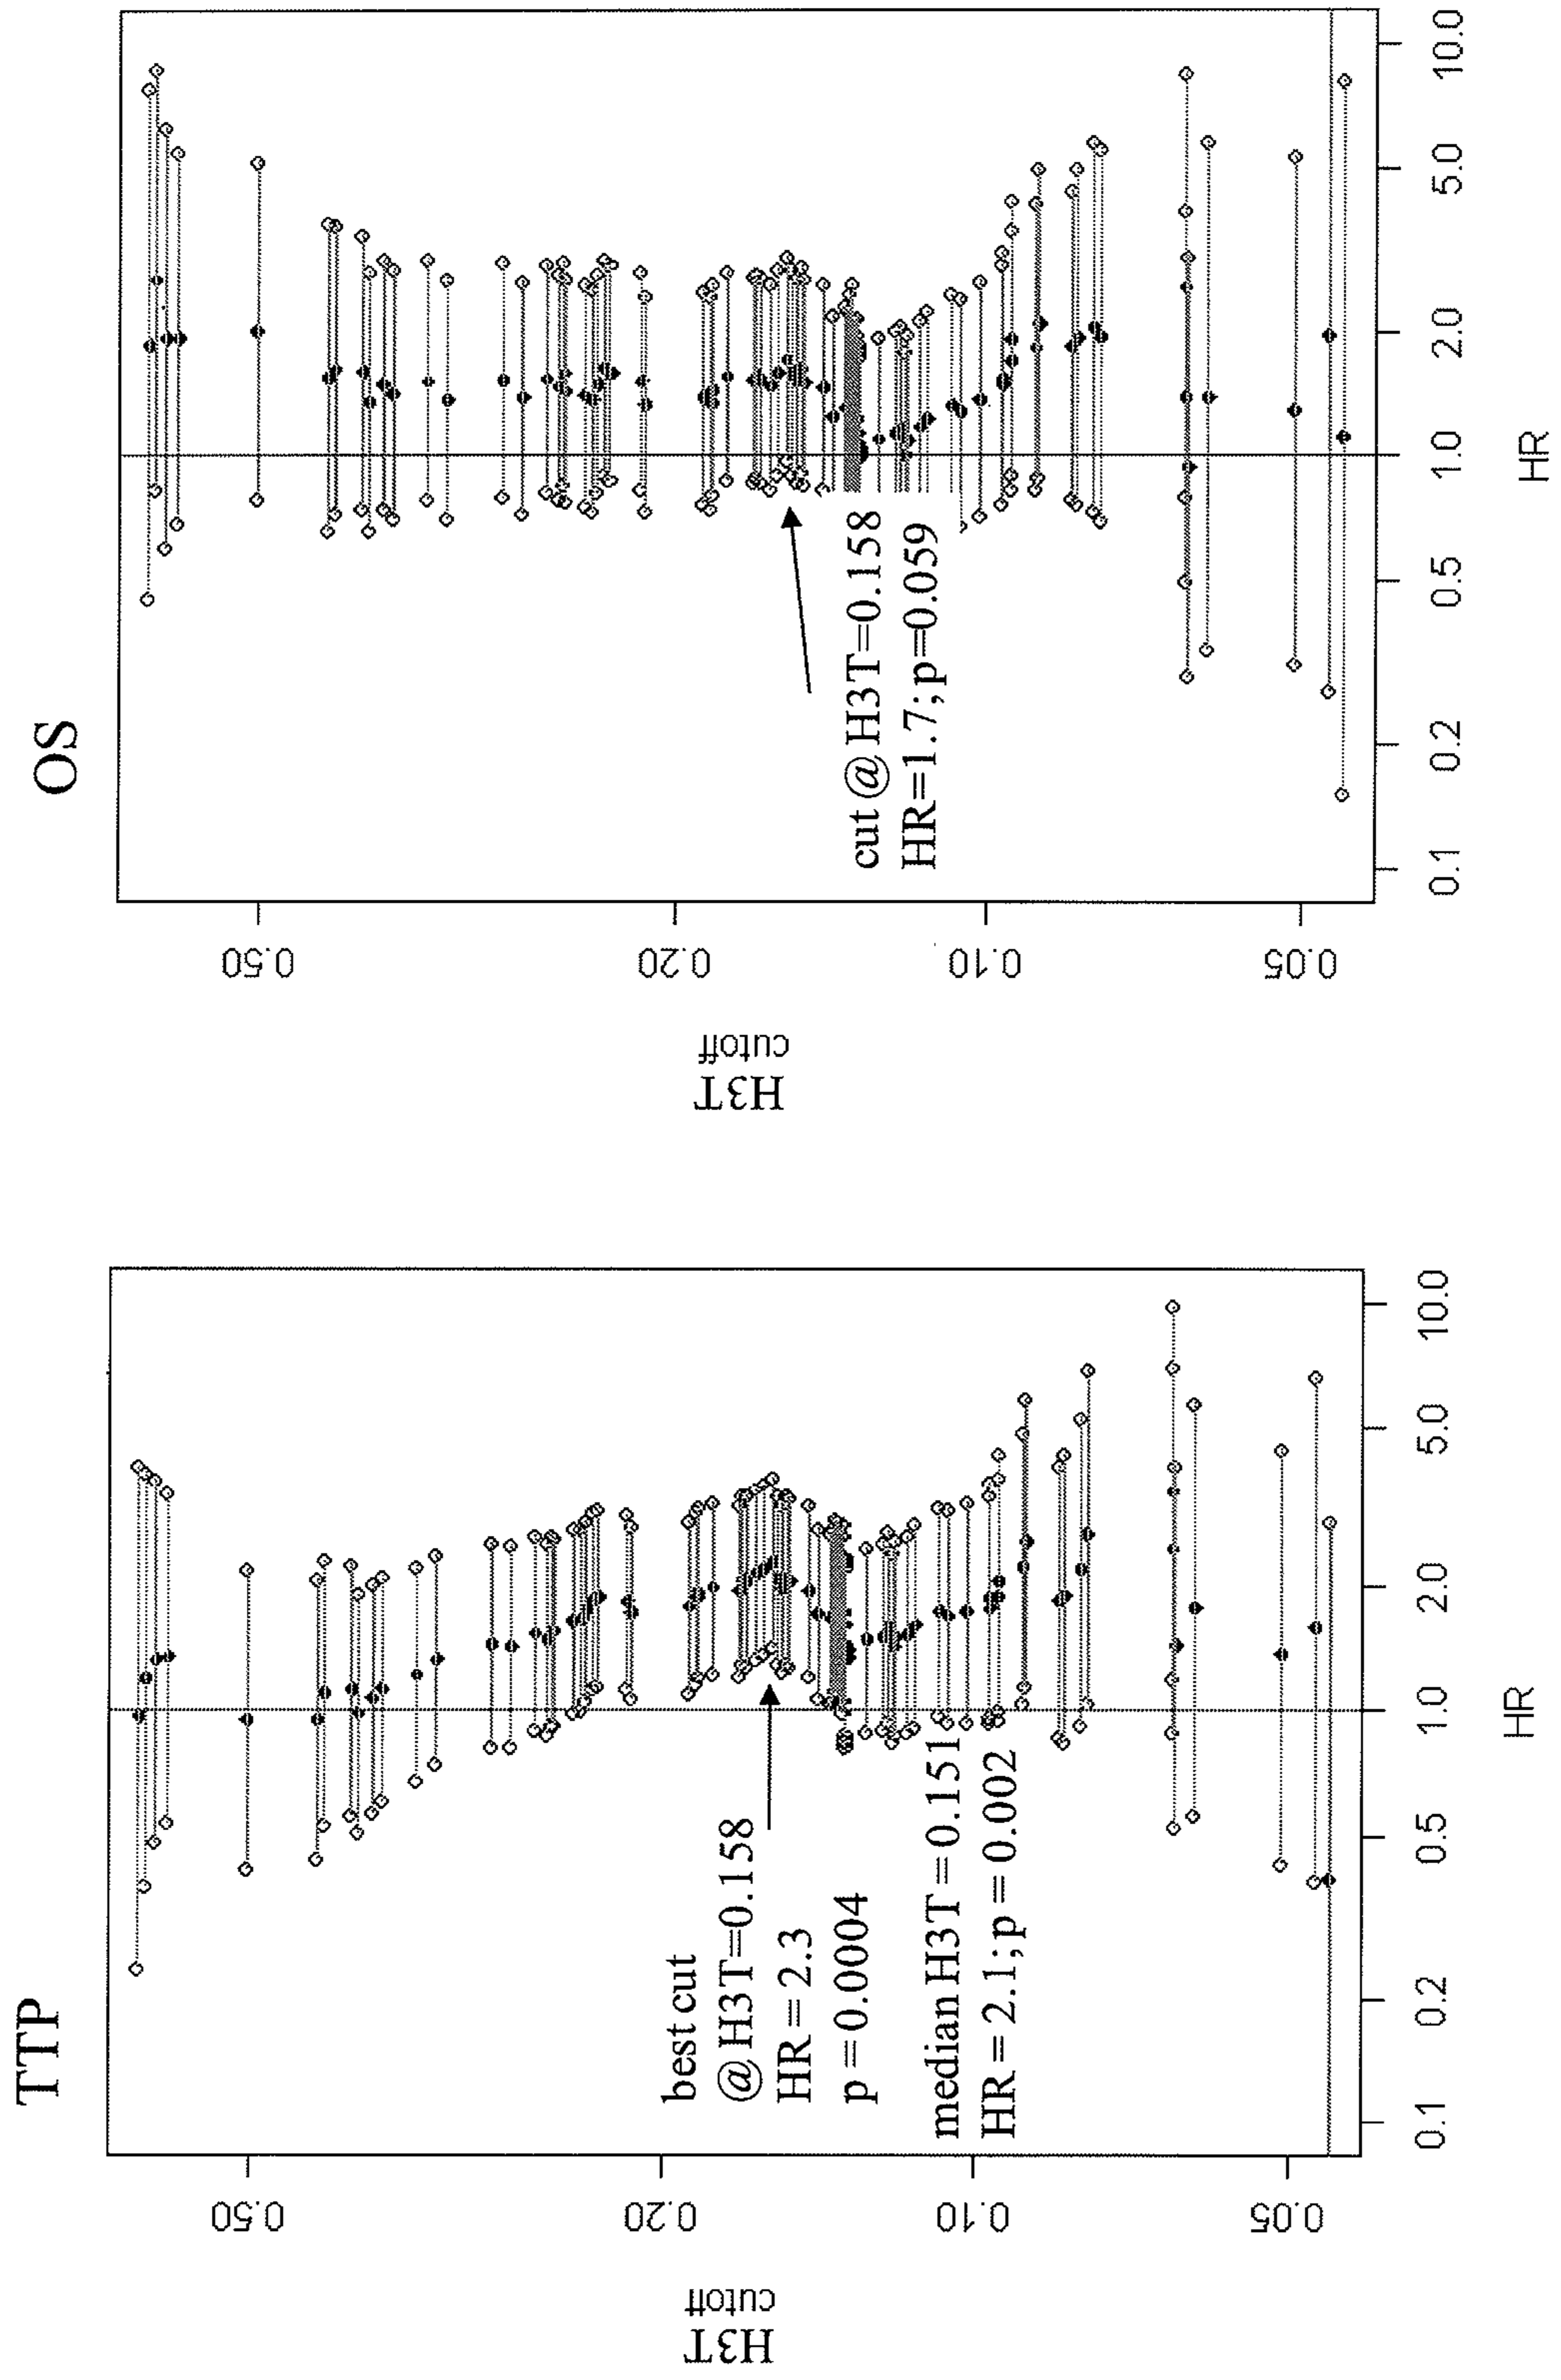 TTP
H3T
cutoff
0.50
0.20
0.10
0.05
best cut
@ H3T=0.158
HR = 2.3
p = 0.0004
median H3T = 0.151
HR = 2.1; p = 0.002
0.1
0.2
0.5
1.0
2.0
5.0
10.0
HR
OS
H3T
cutoff
0.50
0.20
0.10
0.05
cut @ H3T=0.158
HR=1.7; p=0.059
0.1
0.2
0.5
1.0
2.0
5.0
10.0
HR